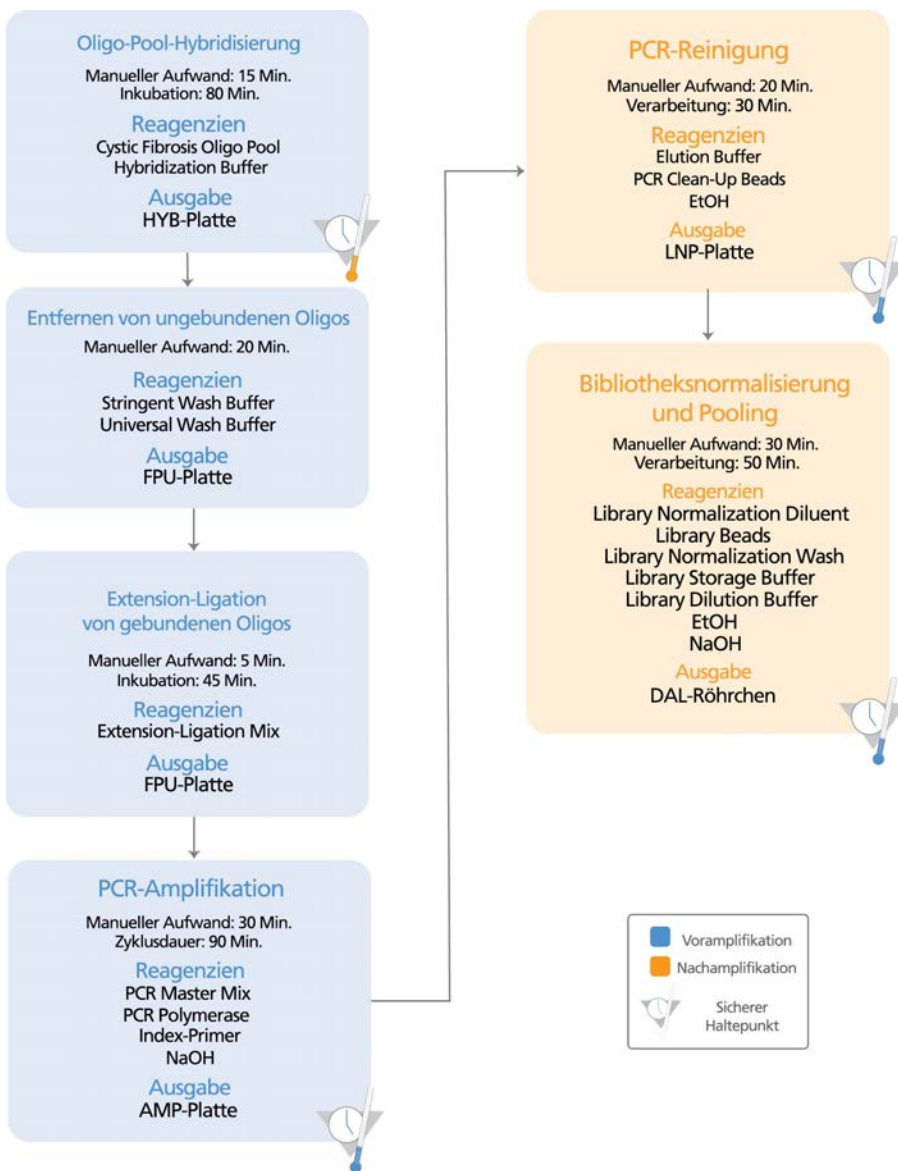 Oligo-Pool-Hybridisierung
Manueller Aufwand: 15 Min.
Inkubation: 80 Min.
Reagenzien
Cystic Fibrosis Oligo Pool
Hybridization Buffer
Ausgabe
HYB-Platte
Entfernen von ungebundenen Oligos
Manueller Aufwand: 20 Min.
Reagenzien
Stringent Wash Buffer
Universal Wash Buffer
Ausgabe
FPU-Platte
Extension-Ligation
von gebundenen Oligos
Manueller Aufwand: 5 Min.
Inkubation: 45 Min.
Reagenzien
Extension-Ligation Mix
Ausgabe
FPU-Platte
PCR-Amplifikation
Manueller Aufwand: 30 Min.
Zyklusdauer: 90 Min.
Reagenzien
PCR Master Mix
PCR Polymerase
Index-Primer
NaOH
Ausgabe
AMP-Platte
PCR-Reinigung
Manueller Aufwand: 20 Min.
Verarbeitung: 30 Min.
Reagenzien
Elution Buffer
PCR Clean-Up Beads
EtOH
Ausgabe
LNP-Platte
Bibliotheksnormalisierung
und Pooling
Manueller Aufwand: 30 Min.
Verarbeitung: 50 Min.
Reagenzien
Library Normalization Diluent
Library Beads
Library Normalization Wash
Library Storage Buffer
Library Dilution Buffer
EtOH
NaOH
Ausgabe
DAL-Röhrchen
Voramplifikation
Nachamplifikation
Sicherer
Haltepunkt